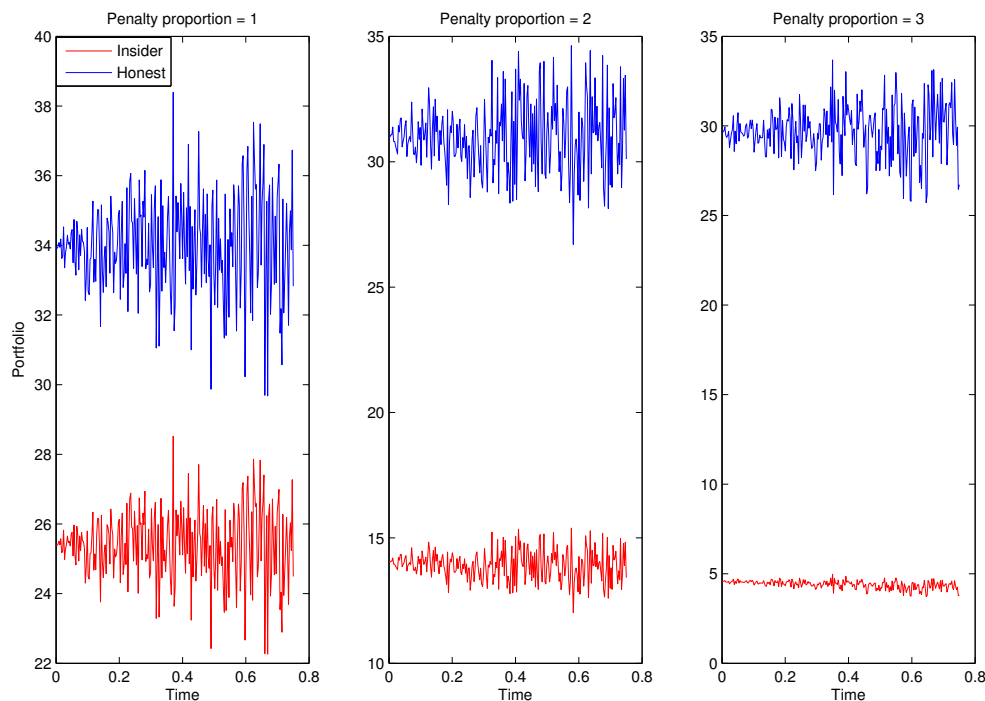 Penalty proportion = 1
Penalty proportion = 2
Penalty proportion = 3
Insider
Honest
Portfolio
40
38
36
34
32
30
28
26
24
22
0 0.2 0.4 0.6 0.8
Time
35
30
25
20
15
10
0 0.2 0.4 0.6 0.8
Time
35
30
25
20
15
10
5
0
0 0.2 0.4 0.6 0.8
Time